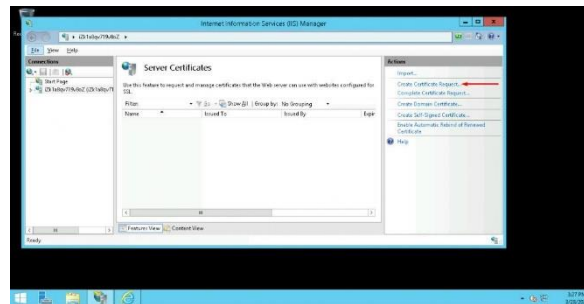 Internet Information Services (IIS) Manager
File View Help
Connections
Start Page
Server Certificates
Use this feature to request and manage certificates that the Web server can use with websites configured for
SSL.
Filter: Show All Group by: No Grouping
Name Issued To Issued By
Features View Content View
Ready
Actions
Import...
Create Certificate Request...
Complete Certificate Request...
Create Domain Certificate...
Create Self-Signed Certificate...
Enable Automatic Rebind of Renewed
Certificate
Help
3:27 PM